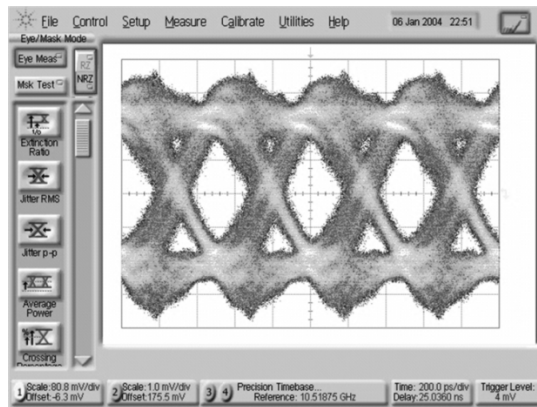 File Control Setup Measure Calibrate Utilities Help 06 Jan 2004 22:51
Eye/Mask Mode
Eye Meas
RZ
NRZ
Msk Test
Extinction
Ratio
Jitter RMS
Jitter p-p
Average
Power
Crossing
1 Scale:80.8 mV/div 2 Scale:1.0 mV/div 3 4 Precision Timebase... Time: 200.0 ps/div Trigger Level:
Offset:-6.3 mV Offset:175.5 mV Reference: 10.51875 GHz Delay:25.0360 ns 4 mV